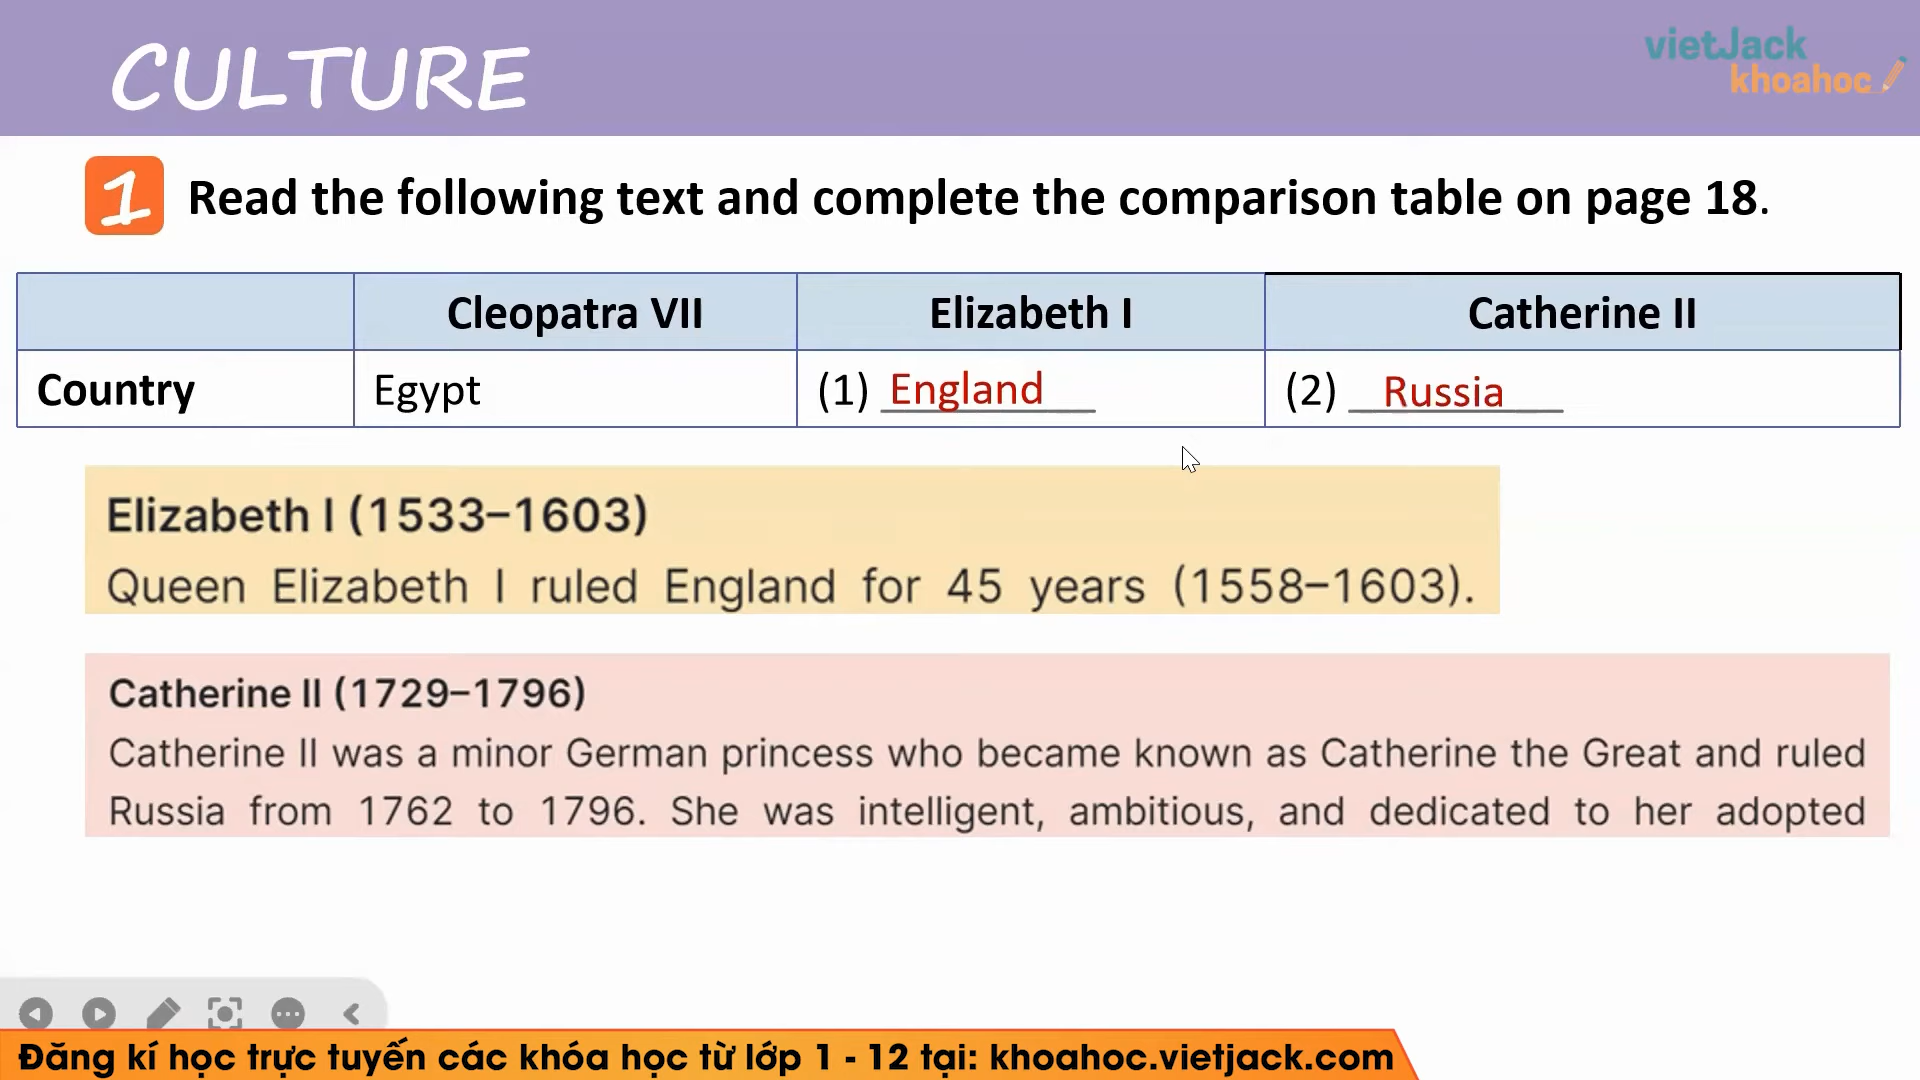 CULTURE
vietJack
khoahoc
1 Read the following text and complete the comparison table on page 18.
Cleopatra VII Elizabeth I Catherine II
Country Egypt (1) England (2) Russia
Elizabeth I (1533–1603)
Queen Elizabeth I ruled England for 45 years (1558–1603).
Catherine II (1729–1796)
Catherine II was a minor German princess who became known as Catherine the Great and ruled
Russia from 1762 to 1796. She was intelligent, ambitious, and dedicated to her adopted
Đăng kí học trực tuyến các khóa học từ lớp 1 - 12 tại: khoahoc.vietjack.com